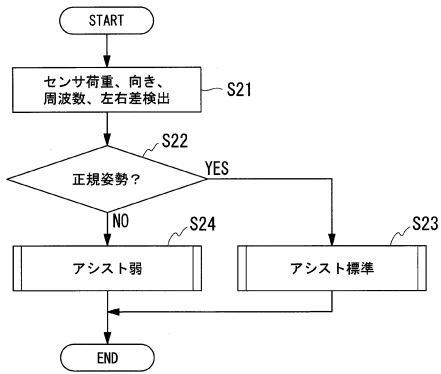 START
センサ荷重、向き、
周波数、左右差検出
S21
S22
正規姿勢?
YES
NO
S24
S23
アシスト弱
アシスト標準
END